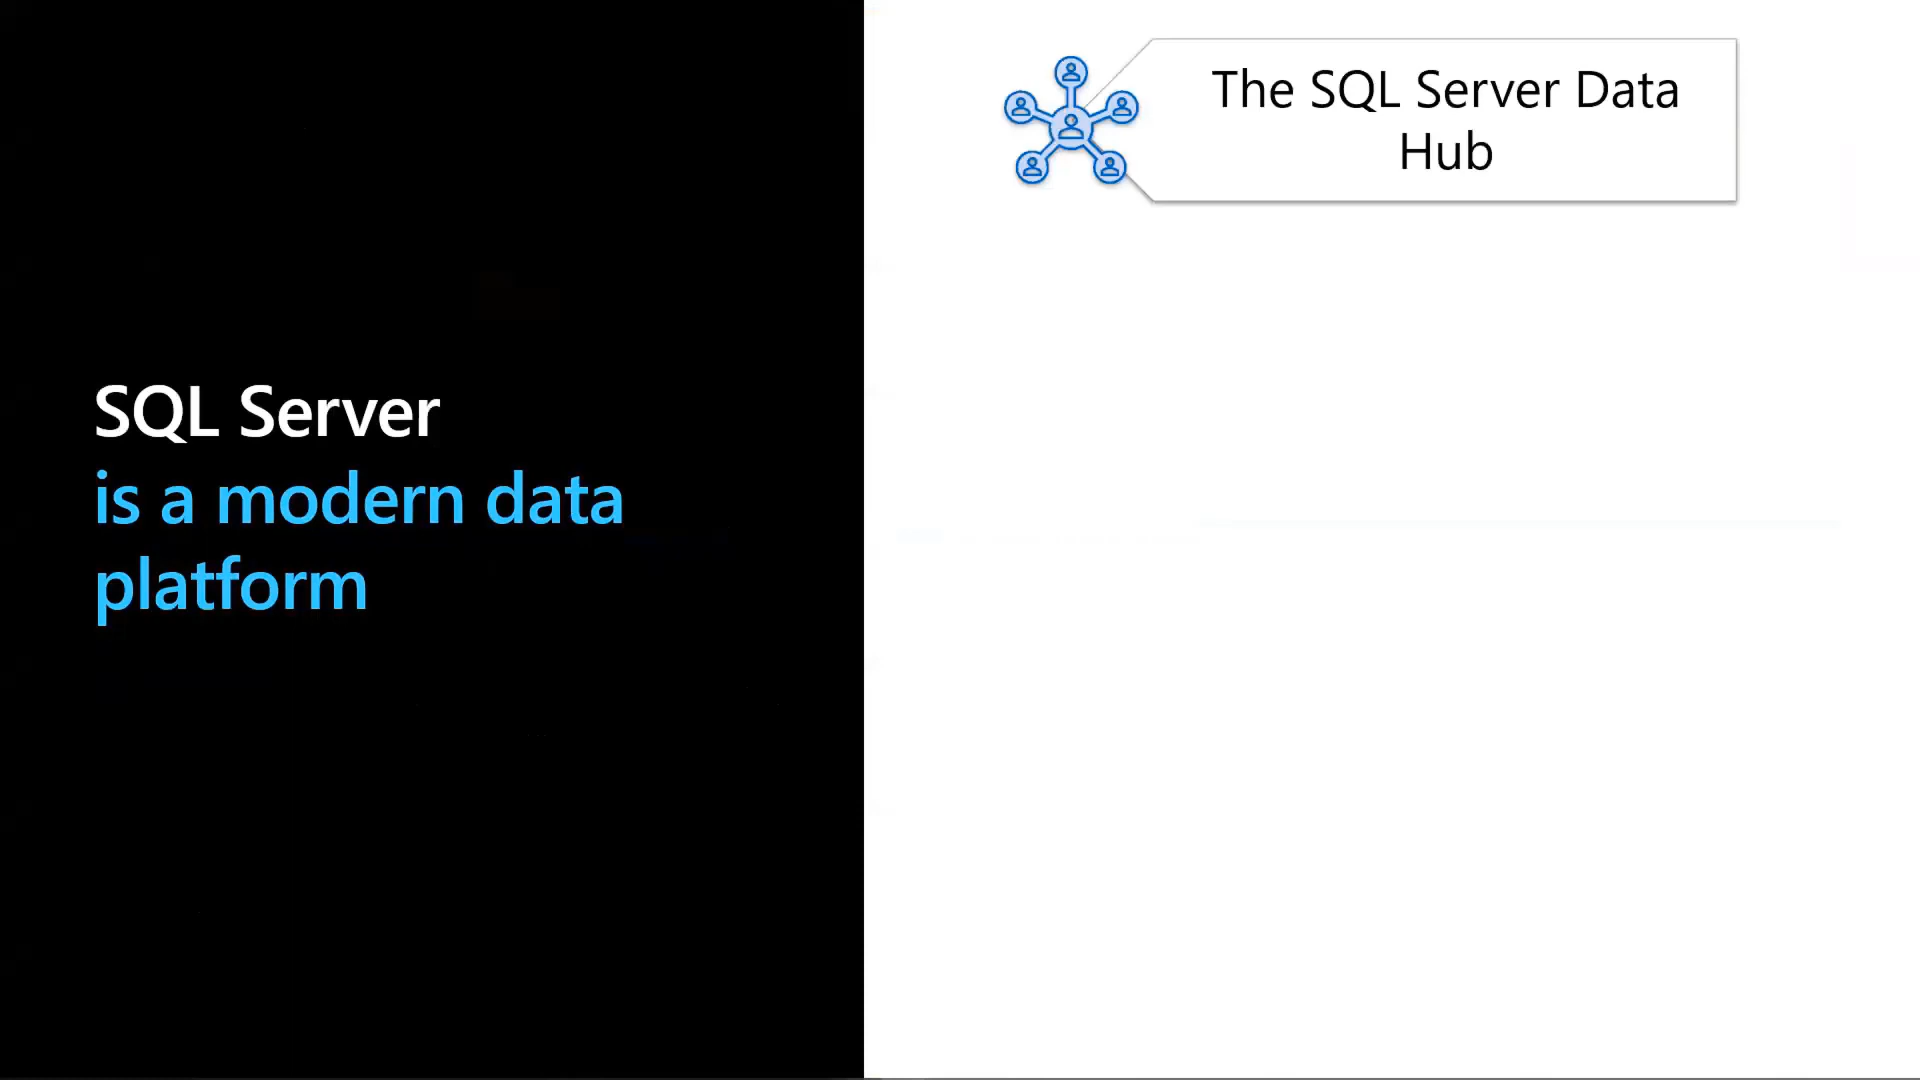 SQL Server
is a modern data
platform
The SQL Server Data
Hub